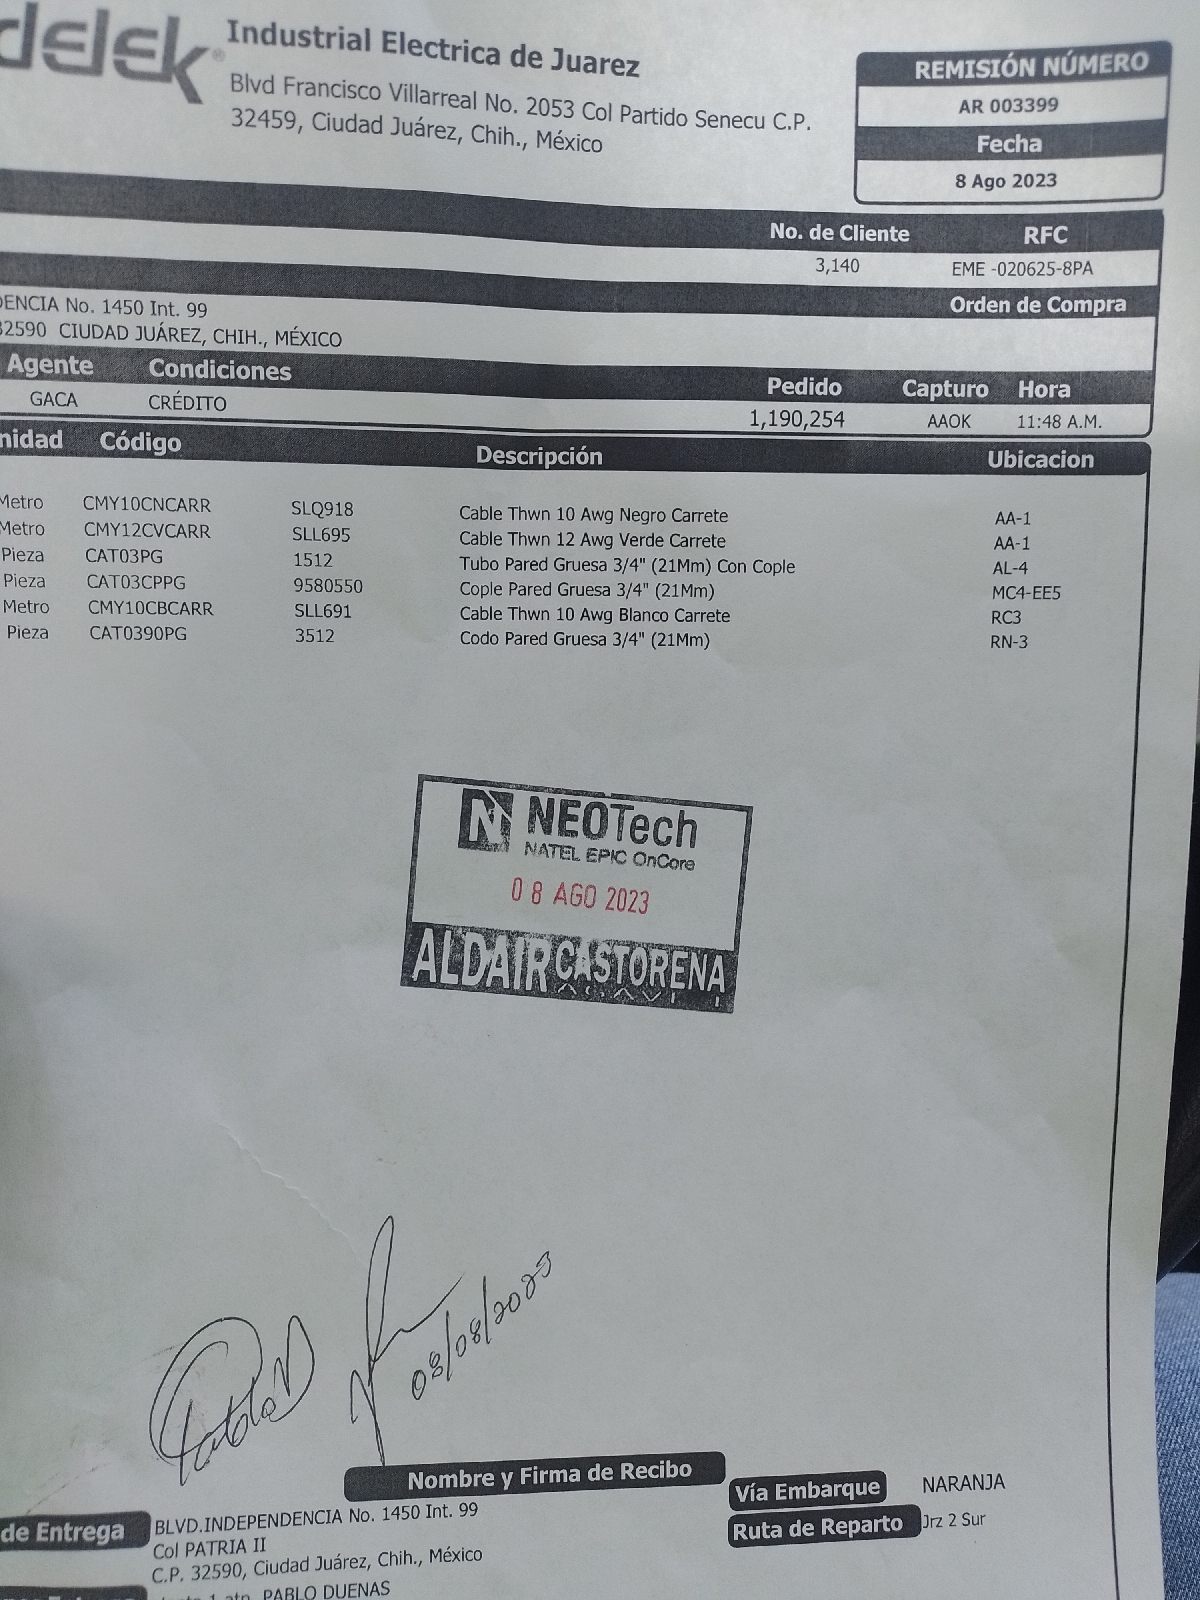 delek®
Industrial Electrica de Juarez
Blvd Francisco Villarreal No. 2053 Col Partido Senecu C.P.
32459, Ciudad Juárez, Chih., México
REMISIÓN NÚMERO
AR 003399
Fecha
8 Ago 2023
No. de Cliente RFC
3,140 EME -020625-8PA
Orden de Compra
DENCIA No. 1450 Int. 99
32590 CIUDAD JUÁREZ, CHIH., MÉXICO
Agente Condiciones Pedido Capturo Hora
GACA CRÉDITO 1,190,254 AAOK 11:48 A.M.
nidad Código Descripción Ubicacion
Metro CMY10CNCARR SLQ918 Cable Thwn 10 Awg Negro Carrete AA-1
Metro CMY12CVCARR SLL695 Cable Thwn 12 Awg Verde Carrete AA-1
Pieza CAT03PG 1512 Tubo Pared Gruesa 3/4" (21Mm) Con Cople AL-4
Pieza CAT03CPPG 9580550 Cople Pared Gruesa 3/4" (21Mm) MC4-EE5
Metro CMY10CBCARR SLL691 Cable Thwn 10 Awg Blanco Carrete RC3
Pieza CAT0390PG 3512 Codo Pared Gruesa 3/4" (21Mm) RN-3
N NEOTech
NATEL EPIC OnCore
08 AGO 2023
ALDAIR CASTORENA
Pablo D 08/08/2023
Nombre y Firma de Recibo
Vía Embarque NARANJA
Ruta de Reparto Jrz 2 Sur
de Entrega BLVD.INDEPENDENCIA No. 1450 Int. 99
Col PATRIA II
C.P. 32590, Ciudad Juárez, Chih., México
1 atn. PABLO DUENAS